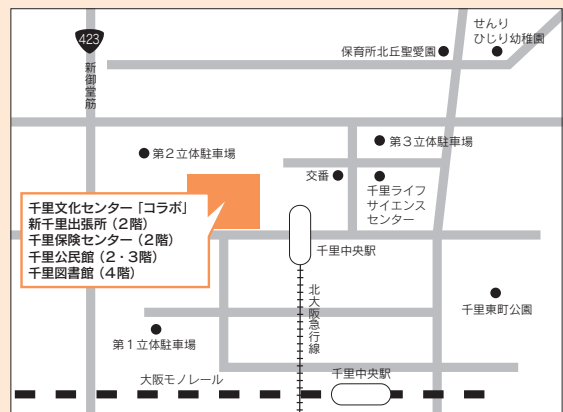 423
新御堂筋
せんり
ひじり幼稚園
保育所北丘聖愛園
第2立体駐車場
第3立体駐車場
交番
千里ライフ
サイエンス
センター
千里文化センター「コラボ」
新千里出張所（2階）
千里保険センター（2階）
千里公民館（2・3階）
千里図書館（4階）
千里中央駅
北大阪急行線
千里東町公園
第1立体駐車場
千里中央駅
大阪モノレール